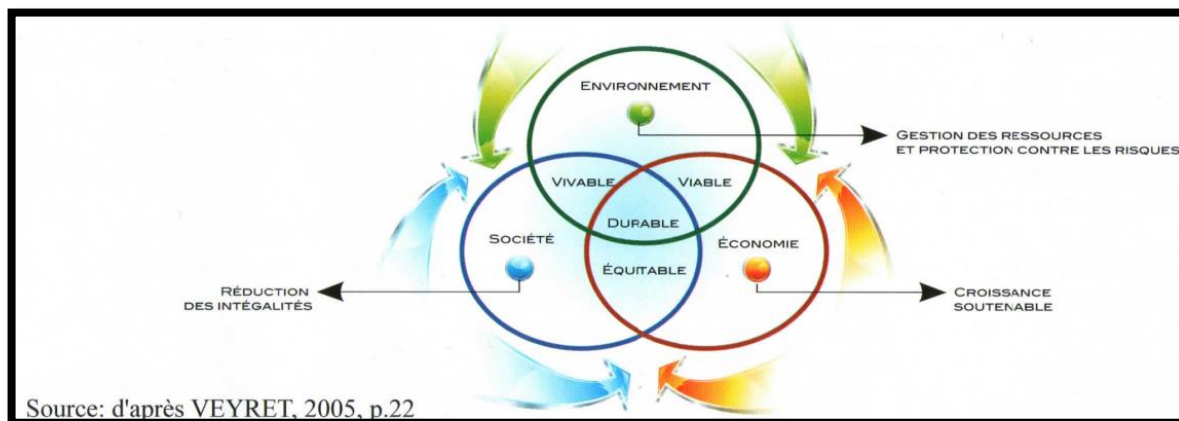 ENVIRONNEMENT
GESTION DES RESSOURCES
ET PROTECTION CONTRE LES RISQUES
VIVABLE
VIABLE
DURABLE
SOCIÉTÉ
ÉCONOMIE
ÉQUITABLE
RÉDUCTION
DES INTÉGALITÉS
CROISSANCE
SOUTENABLE
Source: d'après VEYRET, 2005, p.22